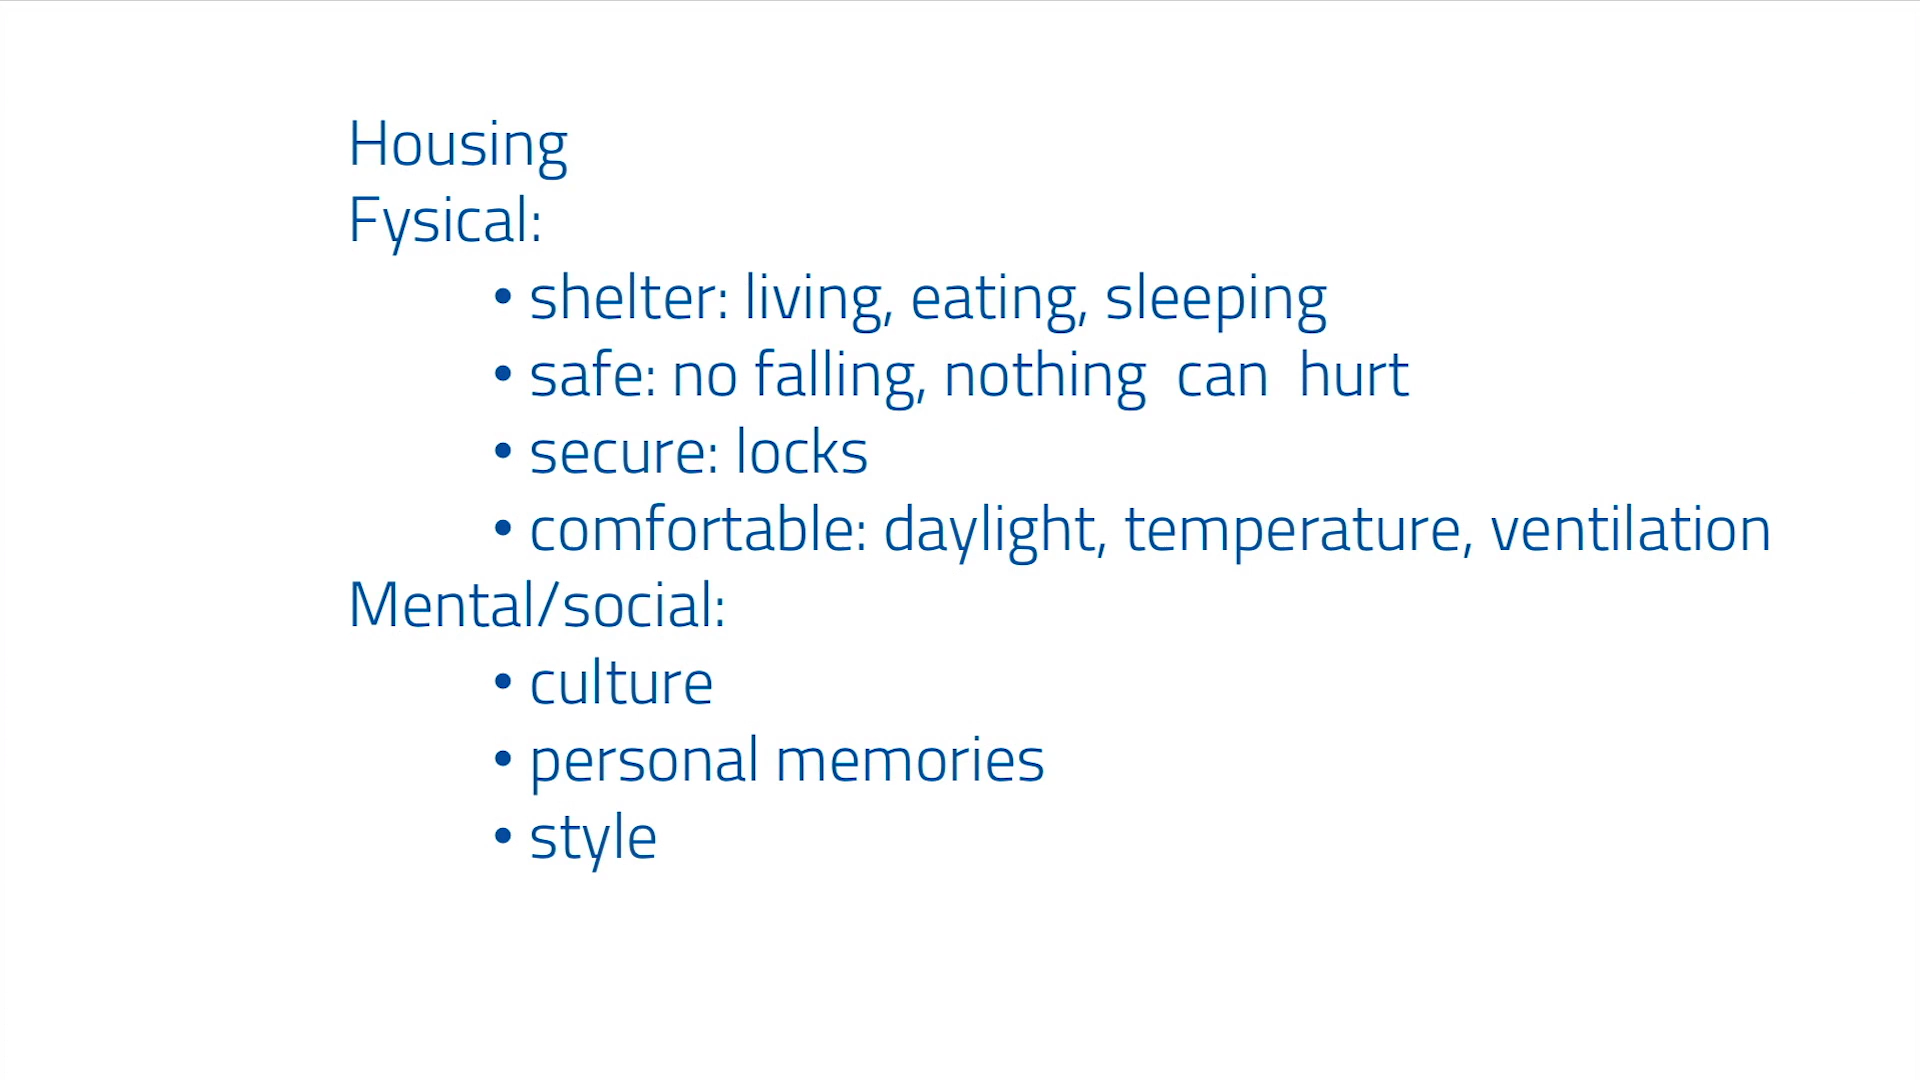 Housing
Fysical:
• shelter: living, eating, sleeping
• safe: no falling, nothing  can  hurt
• secure: locks
• comfortable: daylight, temperature, ventilation
Mental/social:
• culture
• personal memories
• style